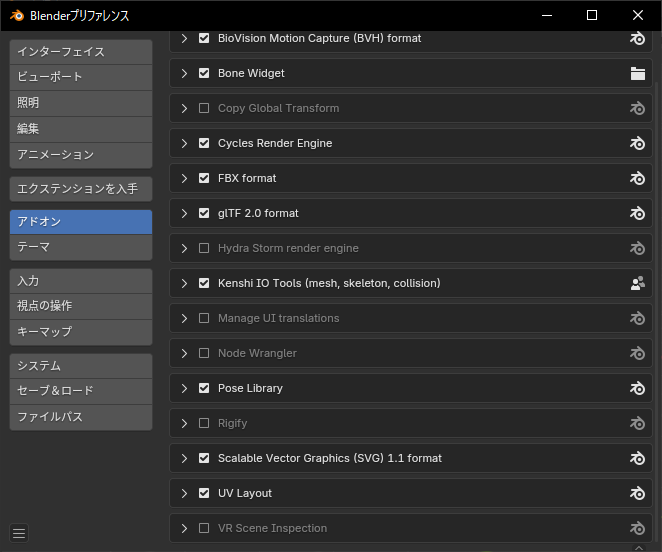 Blenderプリファレンス
インターフェイス
ビューポート
照明
編集
アニメーション
エクステンションを入手
アドオン
テーマ
入力
視点の操作
キーマップ
システム
セーブ＆ロード
ファイルパス
BioVision Motion Capture (BVH) format
Bone Widget
Copy Global Transform
Cycles Render Engine
FBX format
glTF 2.0 format
Hydra Storm render engine
Kenshi IO Tools (mesh, skeleton, collision)
Manage UI translations
Node Wrangler
Pose Library
Rigify
Scalable Vector Graphics (SVG) 1.1 format
UV Layout
VR Scene Inspection